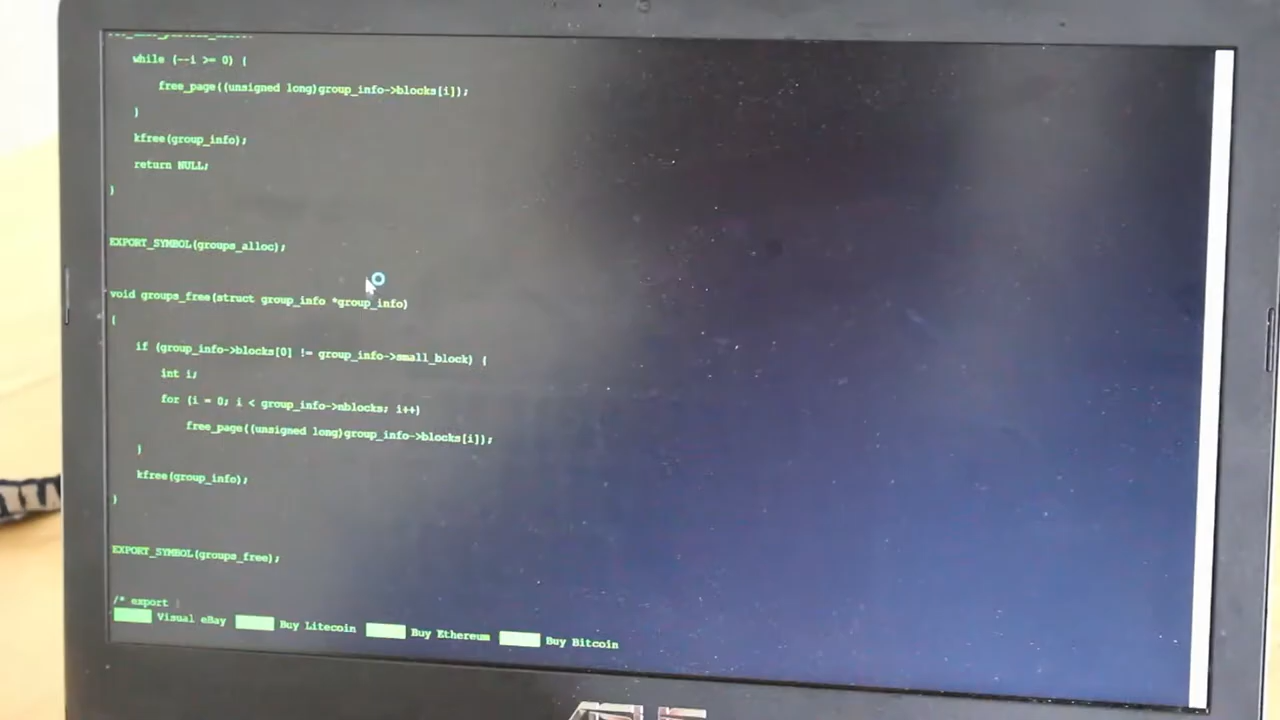 while (--i >= 0) {
free_page((unsigned long)group_info->blocks[i]);
}
kfree(group_info);
return NULL;
}
EXPORT_SYMBOL(groups_alloc);
void groups_free(struct group_info *group_info)
{
if (group_info->blocks[0] != group_info->small_block) {
int i;
for (i = 0; i < group_info->nblocks; i++)
free_page((unsigned long)group_info->blocks[i]);
}
kfree(group_info);
}
EXPORT_SYMBOL(groups_free);
/* export
Visual eBay Buy Litecoin Buy Ethereum Buy Bitcoin